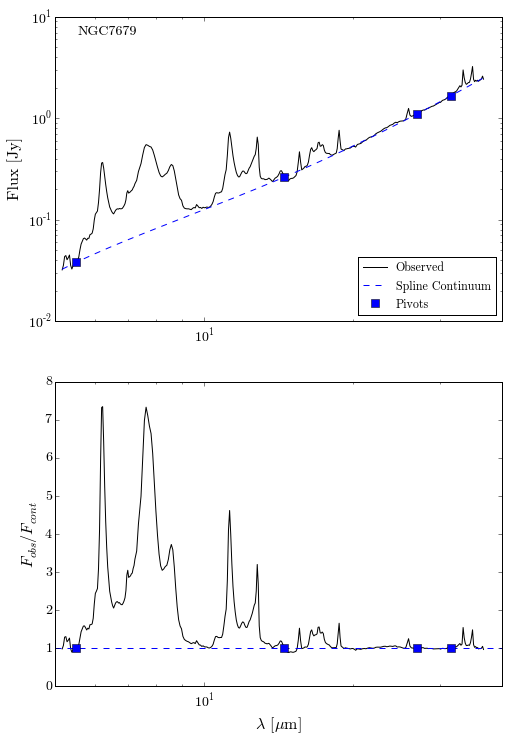 10^1
NGC7679
10^0
Flux [Jy]
10^-1
Observed
Spline Continuum
Pivots
10^-2
10^1
8
7
6
5
F_obs/F_cont
4
3
2
1
0
10^1
λ [μm]